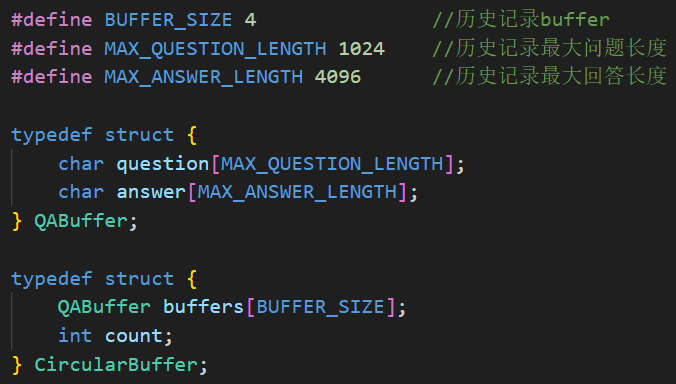 #define BUFFER_SIZE 4 //历史记录buffer
#define MAX_QUESTION_LENGTH 1024 //历史记录最大问题长度
#define MAX_ANSWER_LENGTH 4096 //历史记录最大回答长度
typedef struct {
char question[MAX_QUESTION_LENGTH];
char answer[MAX_ANSWER_LENGTH];
} QABuffer;
typedef struct {
QABuffer buffers[BUFFER_SIZE];
int count;
} CircularBuffer;